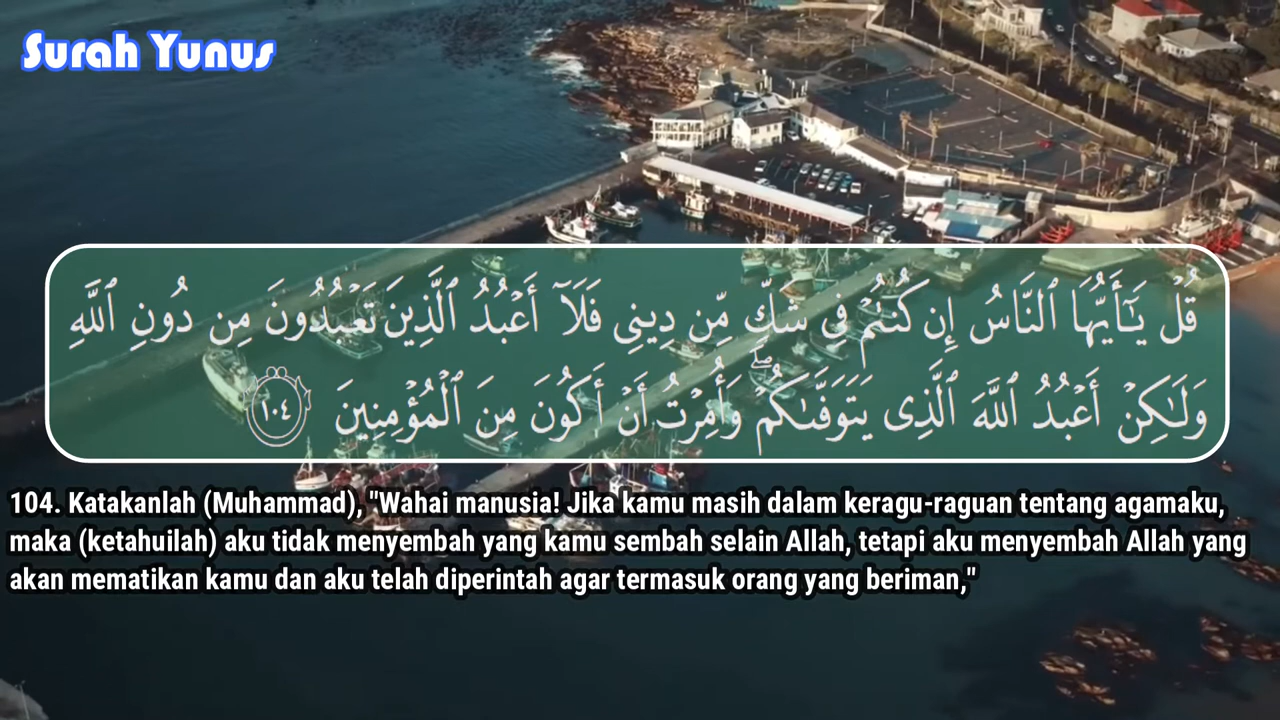 Surah Yunus
قُلْ يَـٰٓأَيُّهَا ٱلنَّاسُ إِن كُنتُمْ فِى شَكٍّ مِّن دِينِى فَلَآ أَعْبُدُ ٱلَّذِينَ تَعْبُدُونَ مِن دُونِ ٱللَّهِ
وَلَـٰكِنْ أَعْبُدُ ٱللَّهَ ٱلَّذِى يَتَوَفَّىٰكُمْ ۖ وَأُمِرْتُ أَنْ أَكُونَ مِنَ ٱلْمُؤْمِنِينَ ١٠٤
104. Katakanlah (Muhammad), "Wahai manusia! Jika kamu masih dalam keragu-raguan tentang agamaku,
maka (ketahuilah) aku tidak menyembah yang kamu sembah selain Allah, tetapi aku menyembah Allah yang
akan mematikan kamu dan aku telah diperintah agar termasuk orang yang beriman,"